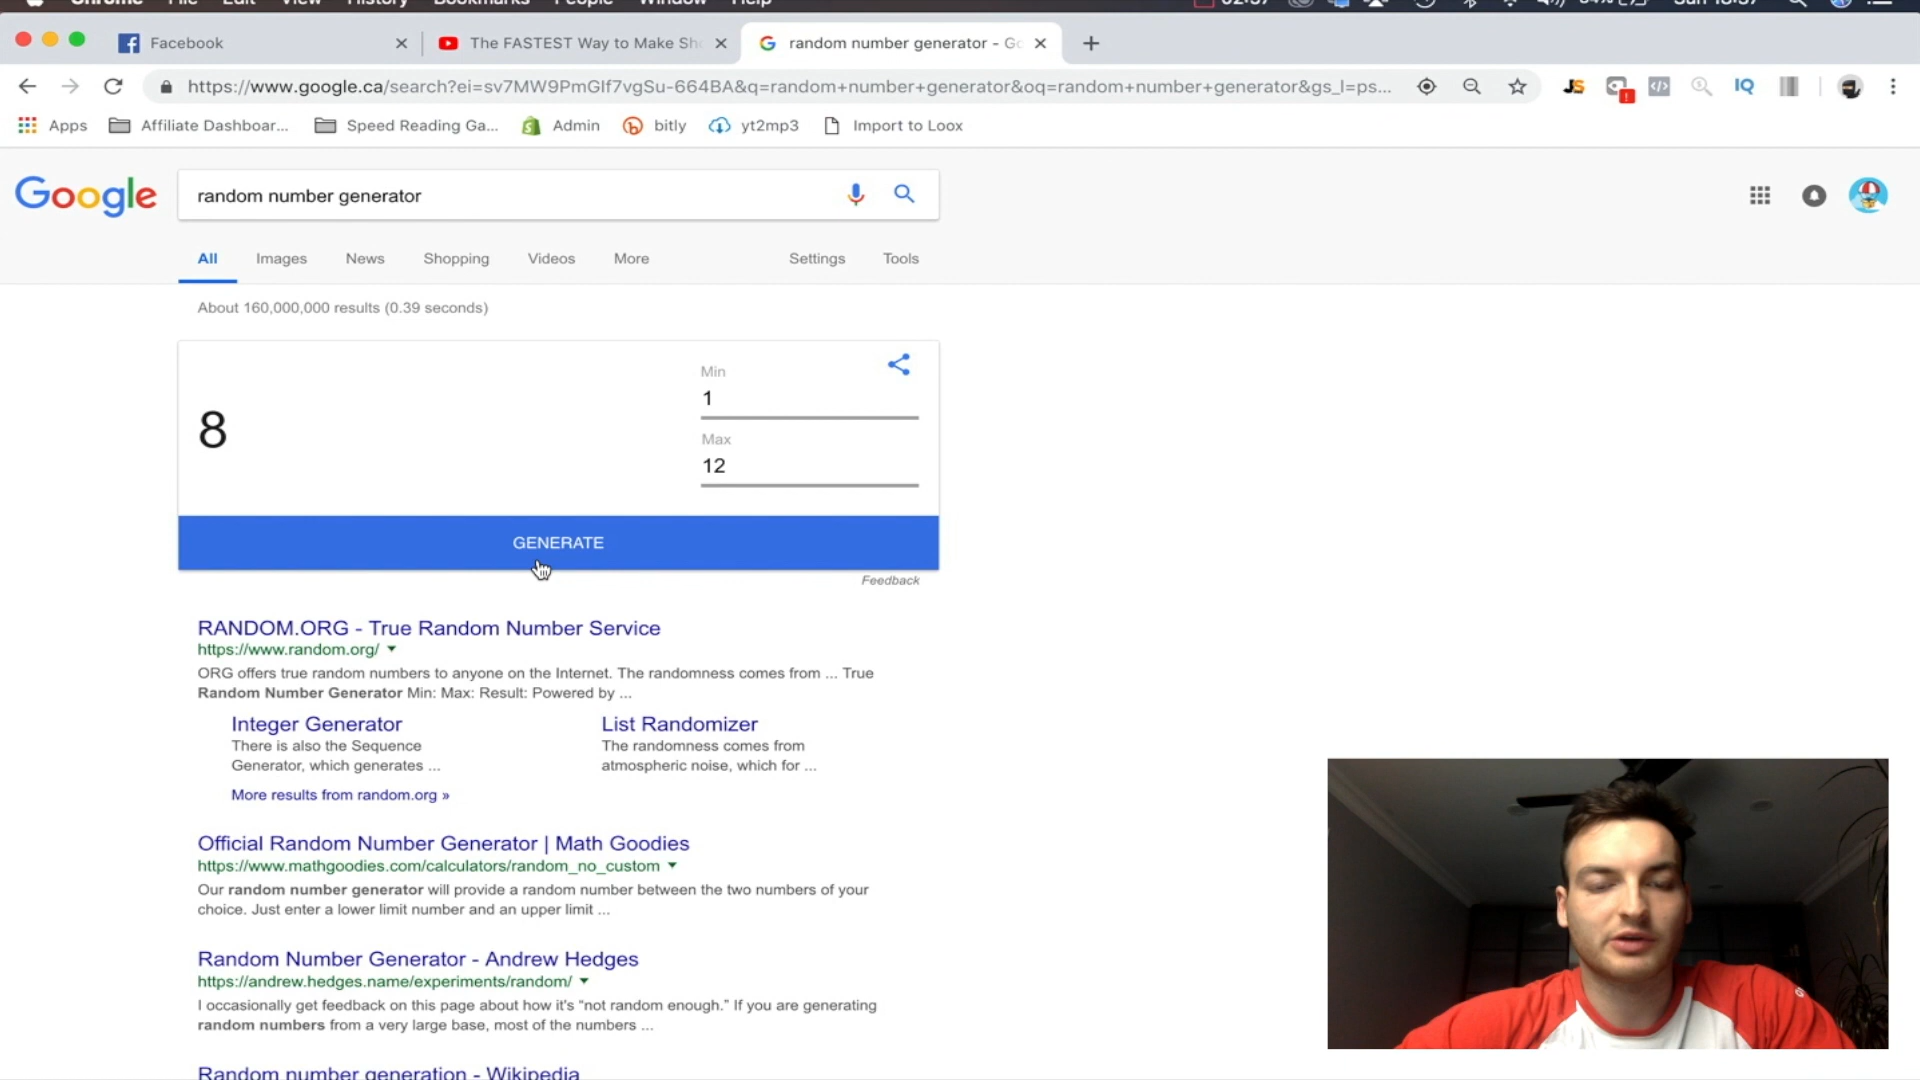 Chrome File Edit View History Bookmarks People Window Help
Facebook
The FASTEST Way to Make Sh
random number generator - Go
https://www.google.ca/search?ei=sv7MW9PmGIf7vgSu-664BA&q=random+number+generator&oq=random+number+generator&gs_l=ps...
JS
IQ
Apps
Affiliate Dashboar...
Speed Reading Ga...
Admin
bitly
yt2mp3
Import to Loox
Google
random number generator
All
Images
News
Shopping
Videos
More
Settings
Tools
About 160,000,000 results (0.39 seconds)
Min
1
8
Max
12
GENERATE
Feedback
RANDOM.ORG - True Random Number Service
https://www.random.org/
ORG offers true random numbers to anyone on the Internet. The randomness comes from ... True
Random Number Generator Min: Max: Result: Powered by ...
Integer Generator
There is also the Sequence
Generator, which generates ...
List Randomizer
The randomness comes from
atmospheric noise, which for ...
More results from random.org »
Official Random Number Generator | Math Goodies
https://www.mathgoodies.com/calculators/random_no_custom
Our random number generator will provide a random number between the two numbers of your
choice. Just enter a lower limit number and an upper limit ...
Random Number Generator - Andrew Hedges
https://andrew.hedges.name/experiments/random/
I occasionally get feedback on this page about how it's “not random enough.” If you are generating
random numbers from a very large base, most of the numbers ...
Random number generation - Wikipedia